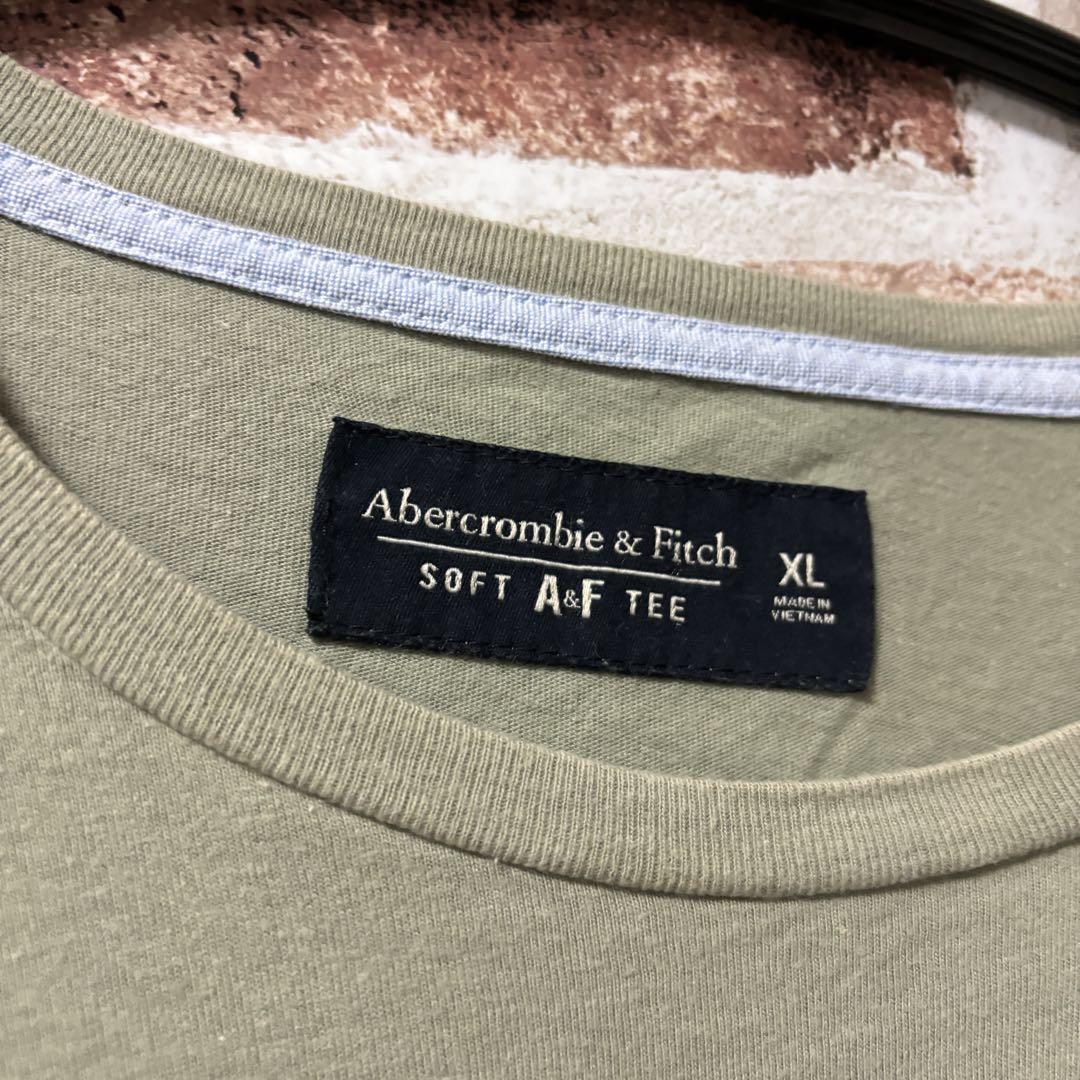 Abercrombie & Fitch
SOFT A&F TEE
XL
MADE IN
VIETNAM